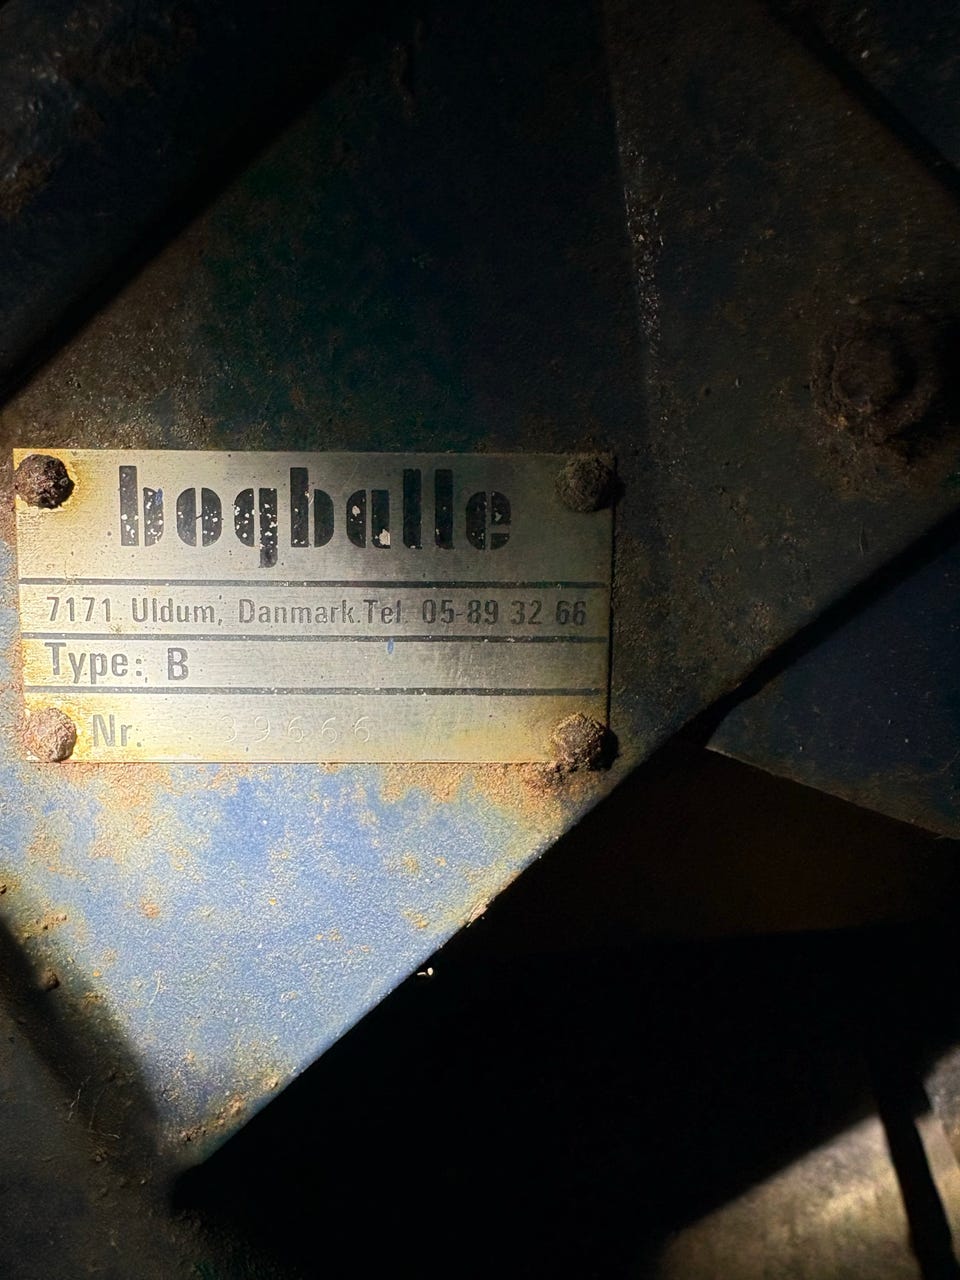 bogballe
7171 Uldum, Danmark. Tel. 05-89 32 66
Type: B
Nr. 39666